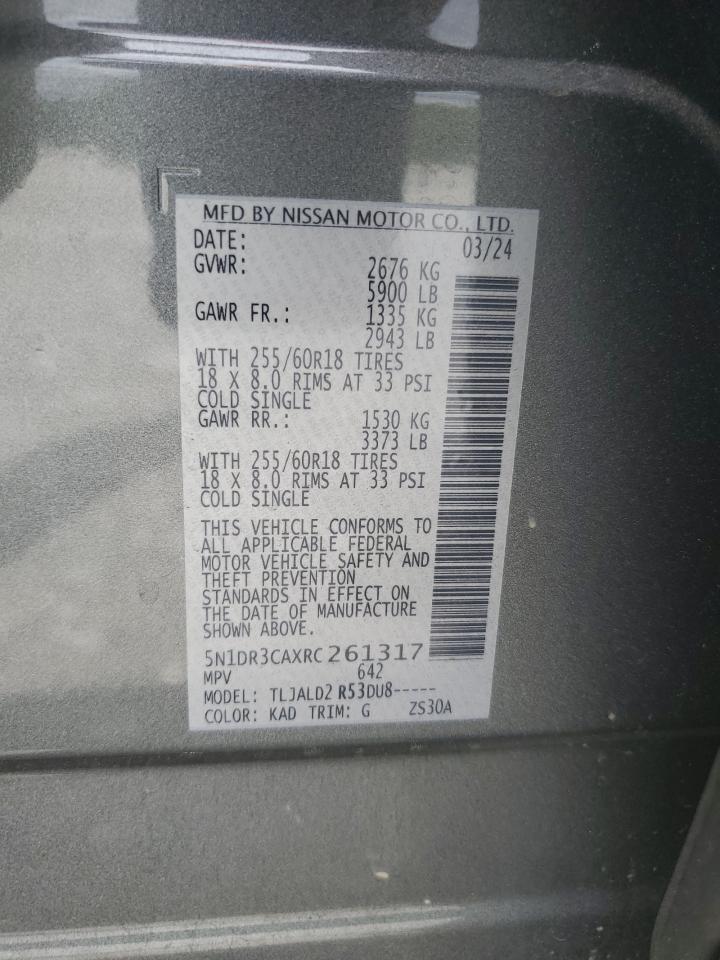 MFD BY NISSAN MOTOR CO., LTD.
DATE: 03/24
GVWR: 2676 KG
5900 LB
GAWR FR.: 1335 KG
2943 LB
WITH 255/60R18 TIRES
18 X 8.0 RIMS AT 33 PSI
COLD SINGLE
GAWR RR.: 1530 KG
3373 LB
WITH 255/60R18 TIRES
18 X 8.0 RIMS AT 33 PSI
COLD SINGLE
THIS VEHICLE CONFORMS TO
ALL APPLICABLE FEDERAL
MOTOR VEHICLE SAFETY AND
THEFT PREVENTION
STANDARDS IN EFFECT ON
THE DATE OF MANUFACTURE
SHOWN ABOVE.
5N1DR3CAXRC261317
MPV 642
MODEL: TLJALD2 R53DU8-----
COLOR: KAD TRIM: G ZS30A